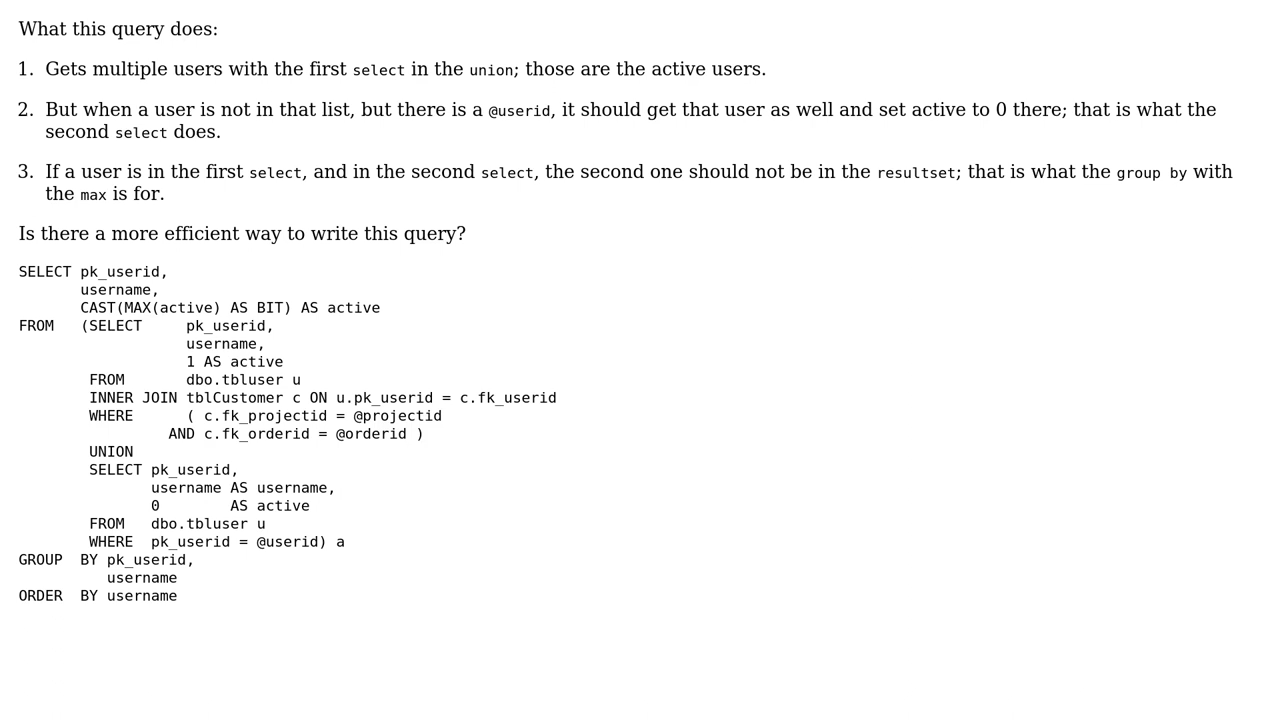 What this query does:
1. Gets multiple users with the first select in the union; those are the active users.
2. But when a user is not in that list, but there is a @userid, it should get that user as well and set active to 0 there; that is what the
second select does.
3. If a user is in the first select, and in the second select, the second one should not be in the resultset; that is what the group by with
the max is for.
Is there a more efficient way to write this query?
SELECT pk_userid,
       username,
       CAST(MAX(active) AS BIT) AS active
FROM   (SELECT     pk_userid,
                   username,
                   1 AS active
        FROM       dbo.tbluser u
        INNER JOIN tblCustomer c ON u.pk_userid = c.fk_userid
        WHERE      ( c.fk_projectid = @projectid
                 AND c.fk_orderid = @orderid )
        UNION
        SELECT pk_userid,
               username AS username,
               0        AS active
        FROM   dbo.tbluser u
        WHERE  pk_userid = @userid) a
GROUP  BY pk_userid,
          username
ORDER  BY username